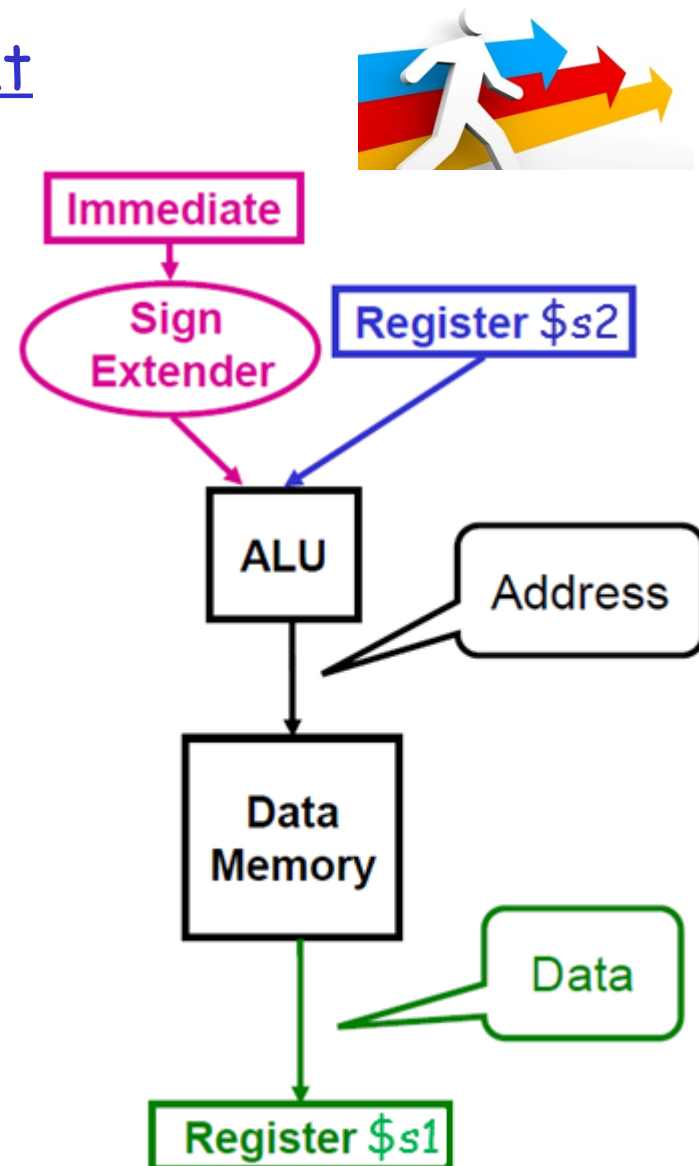 Immediate
Sign
Extender
Register $s2
ALU
Address
Data
Memory
Data
Register $s1